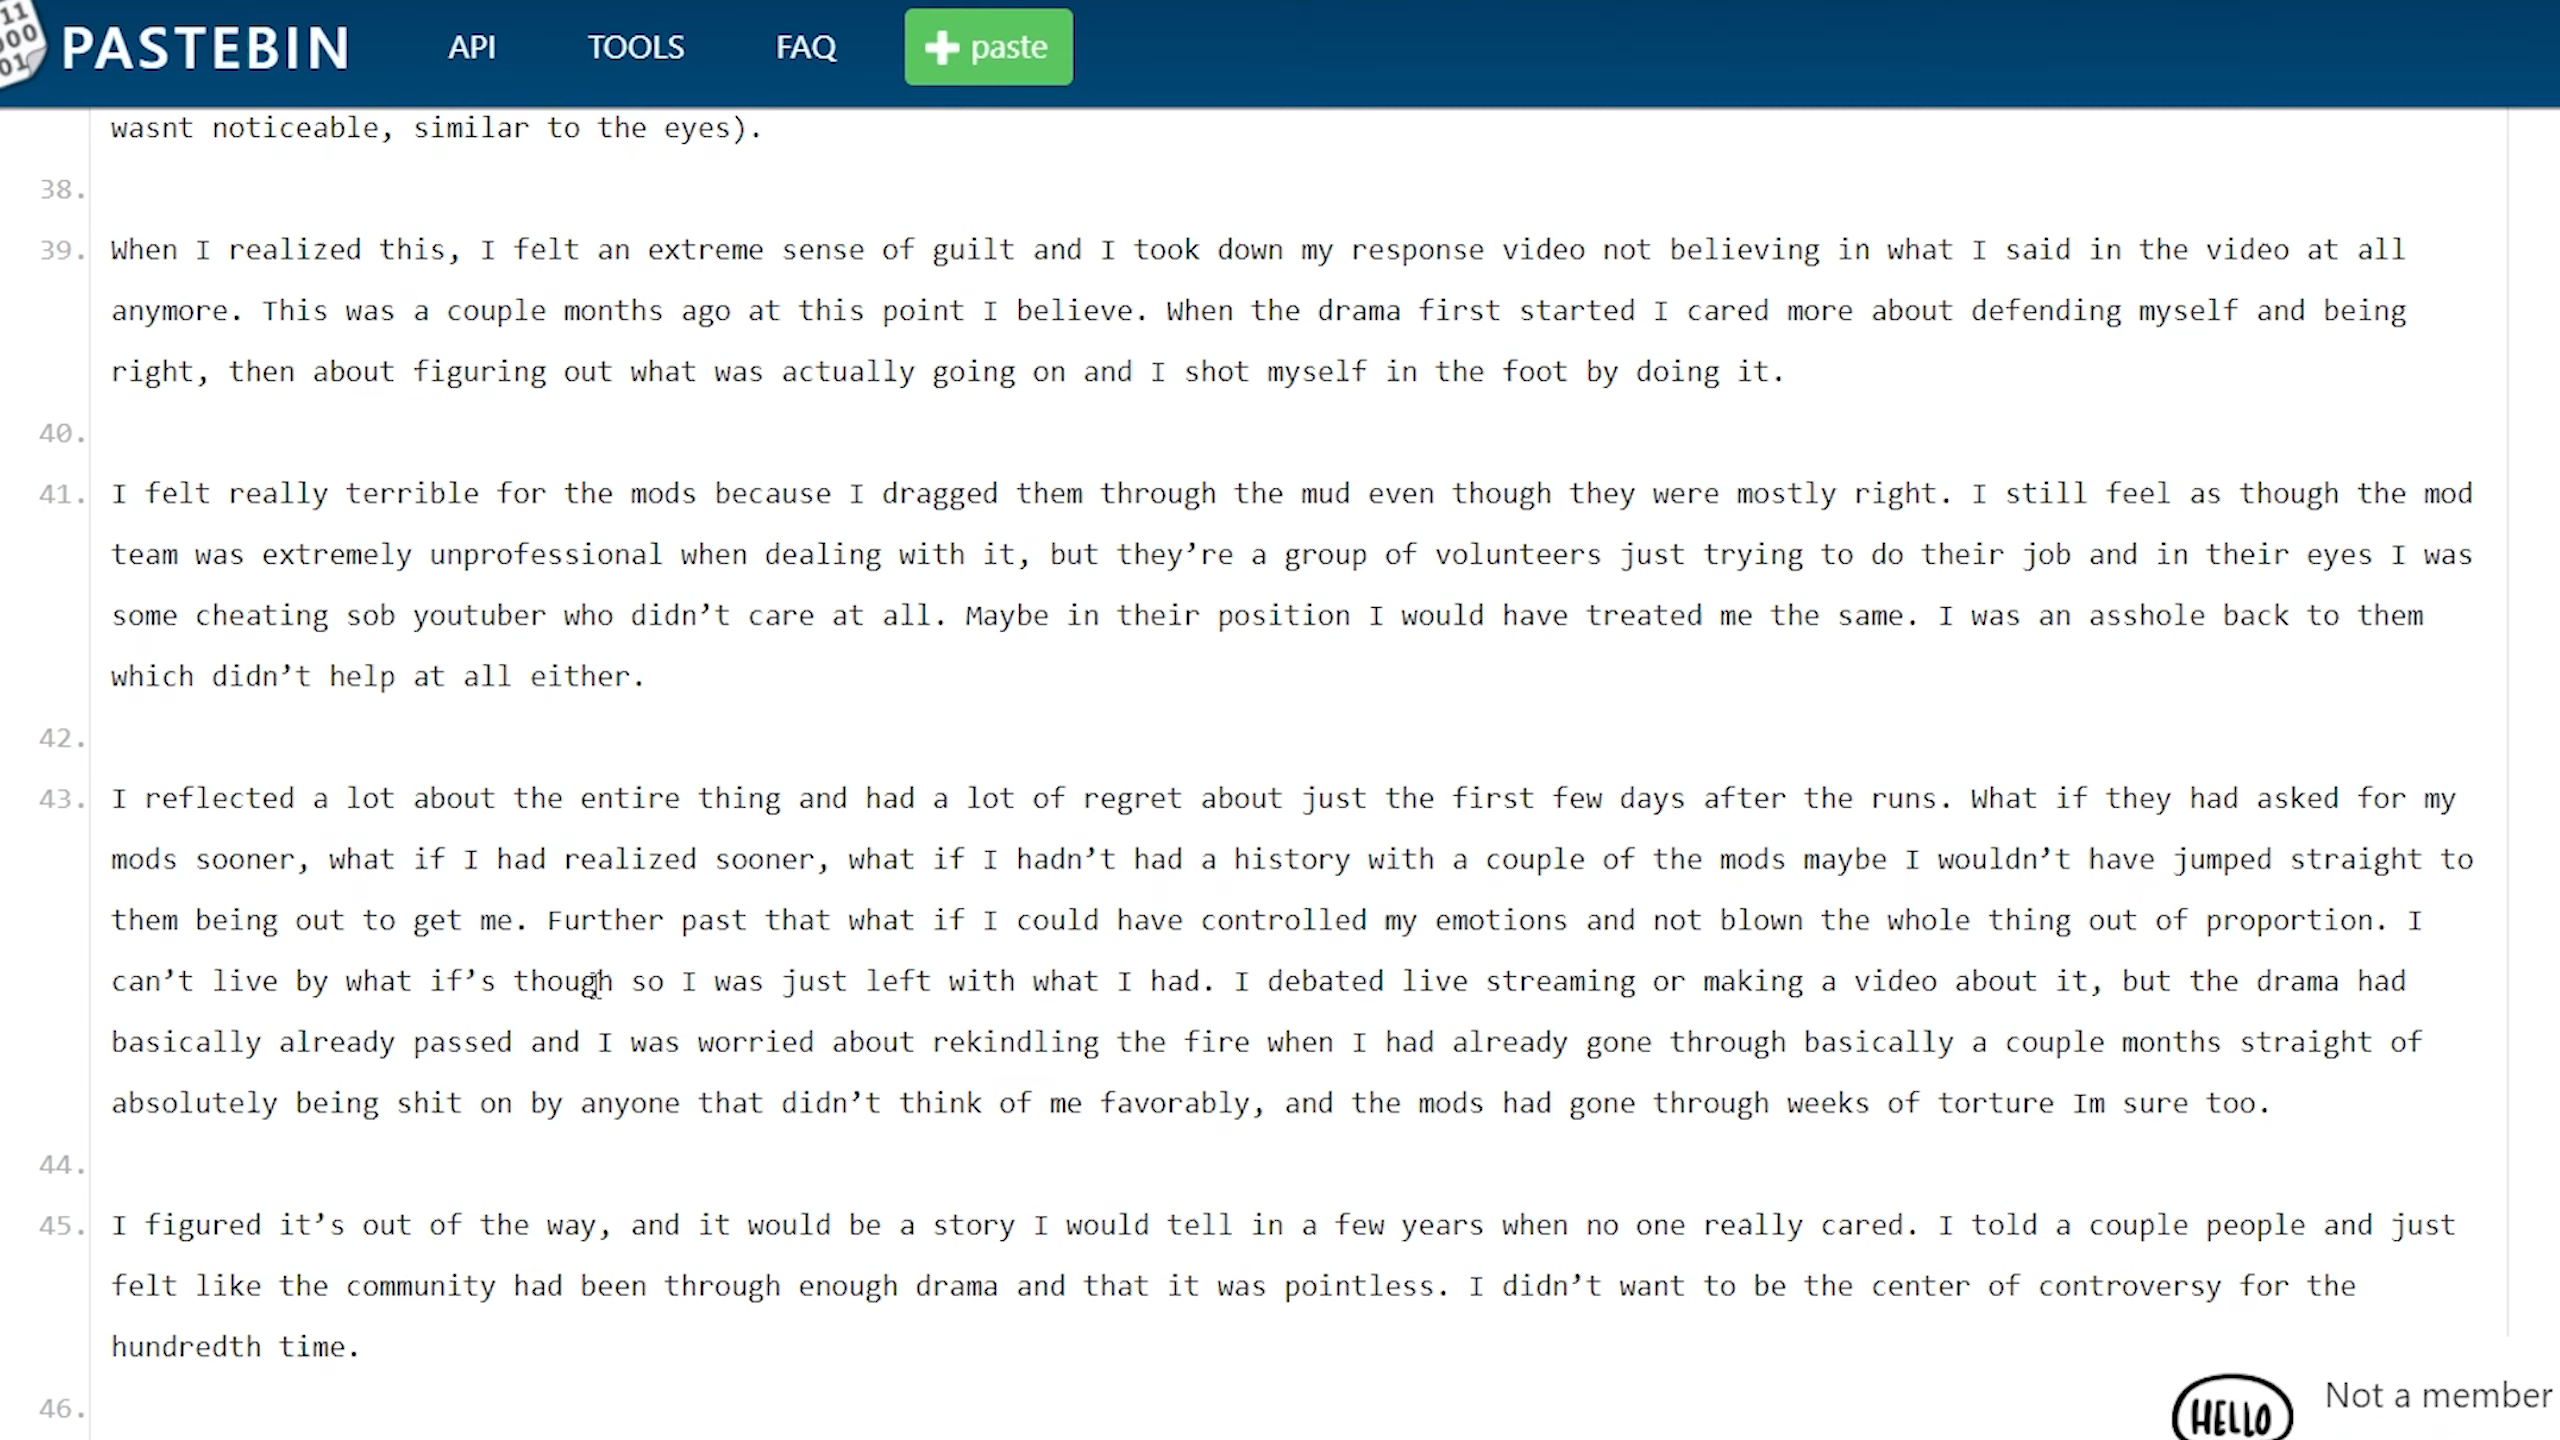 11
000
01
PASTEBIN API TOOLS FAQ + paste
wasnt noticeable, similar to the eyes).
38.
39. When I realized this, I felt an extreme sense of guilt and I took down my response video not believing in what I said in the video at all
anymore. This was a couple months ago at this point I believe. When the drama first started I cared more about defending myself and being
right, then about figuring out what was actually going on and I shot myself in the foot by doing it.
40.
41. I felt really terrible for the mods because I dragged them through the mud even though they were mostly right. I still feel as though the mod
team was extremely unprofessional when dealing with it, but they’re a group of volunteers just trying to do their job and in their eyes I was
some cheating sob youtuber who didn’t care at all. Maybe in their position I would have treated me the same. I was an asshole back to them
which didn’t help at all either.
42.
43. I reflected a lot about the entire thing and had a lot of regret about just the first few days after the runs. What if they had asked for my
mods sooner, what if I had realized sooner, what if I hadn’t had a history with a couple of the mods maybe I wouldn’t have jumped straight to
them being out to get me. Further past that what if I could have controlled my emotions and not blown the whole thing out of proportion. I
can’t live by what if’s though so I was just left with what I had. I debated live streaming or making a video about it, but the drama had
basically already passed and I was worried about rekindling the fire when I had already gone through basically a couple months straight of
absolutely being shit on by anyone that didn’t think of me favorably, and the mods had gone through weeks of torture Im sure too.
44.
45. I figured it’s out of the way, and it would be a story I would tell in a few years when no one really cared. I told a couple people and just
felt like the community had been through enough drama and that it was pointless. I didn’t want to be the center of controversy for the
hundredth time.
46.
HELLO Not a member